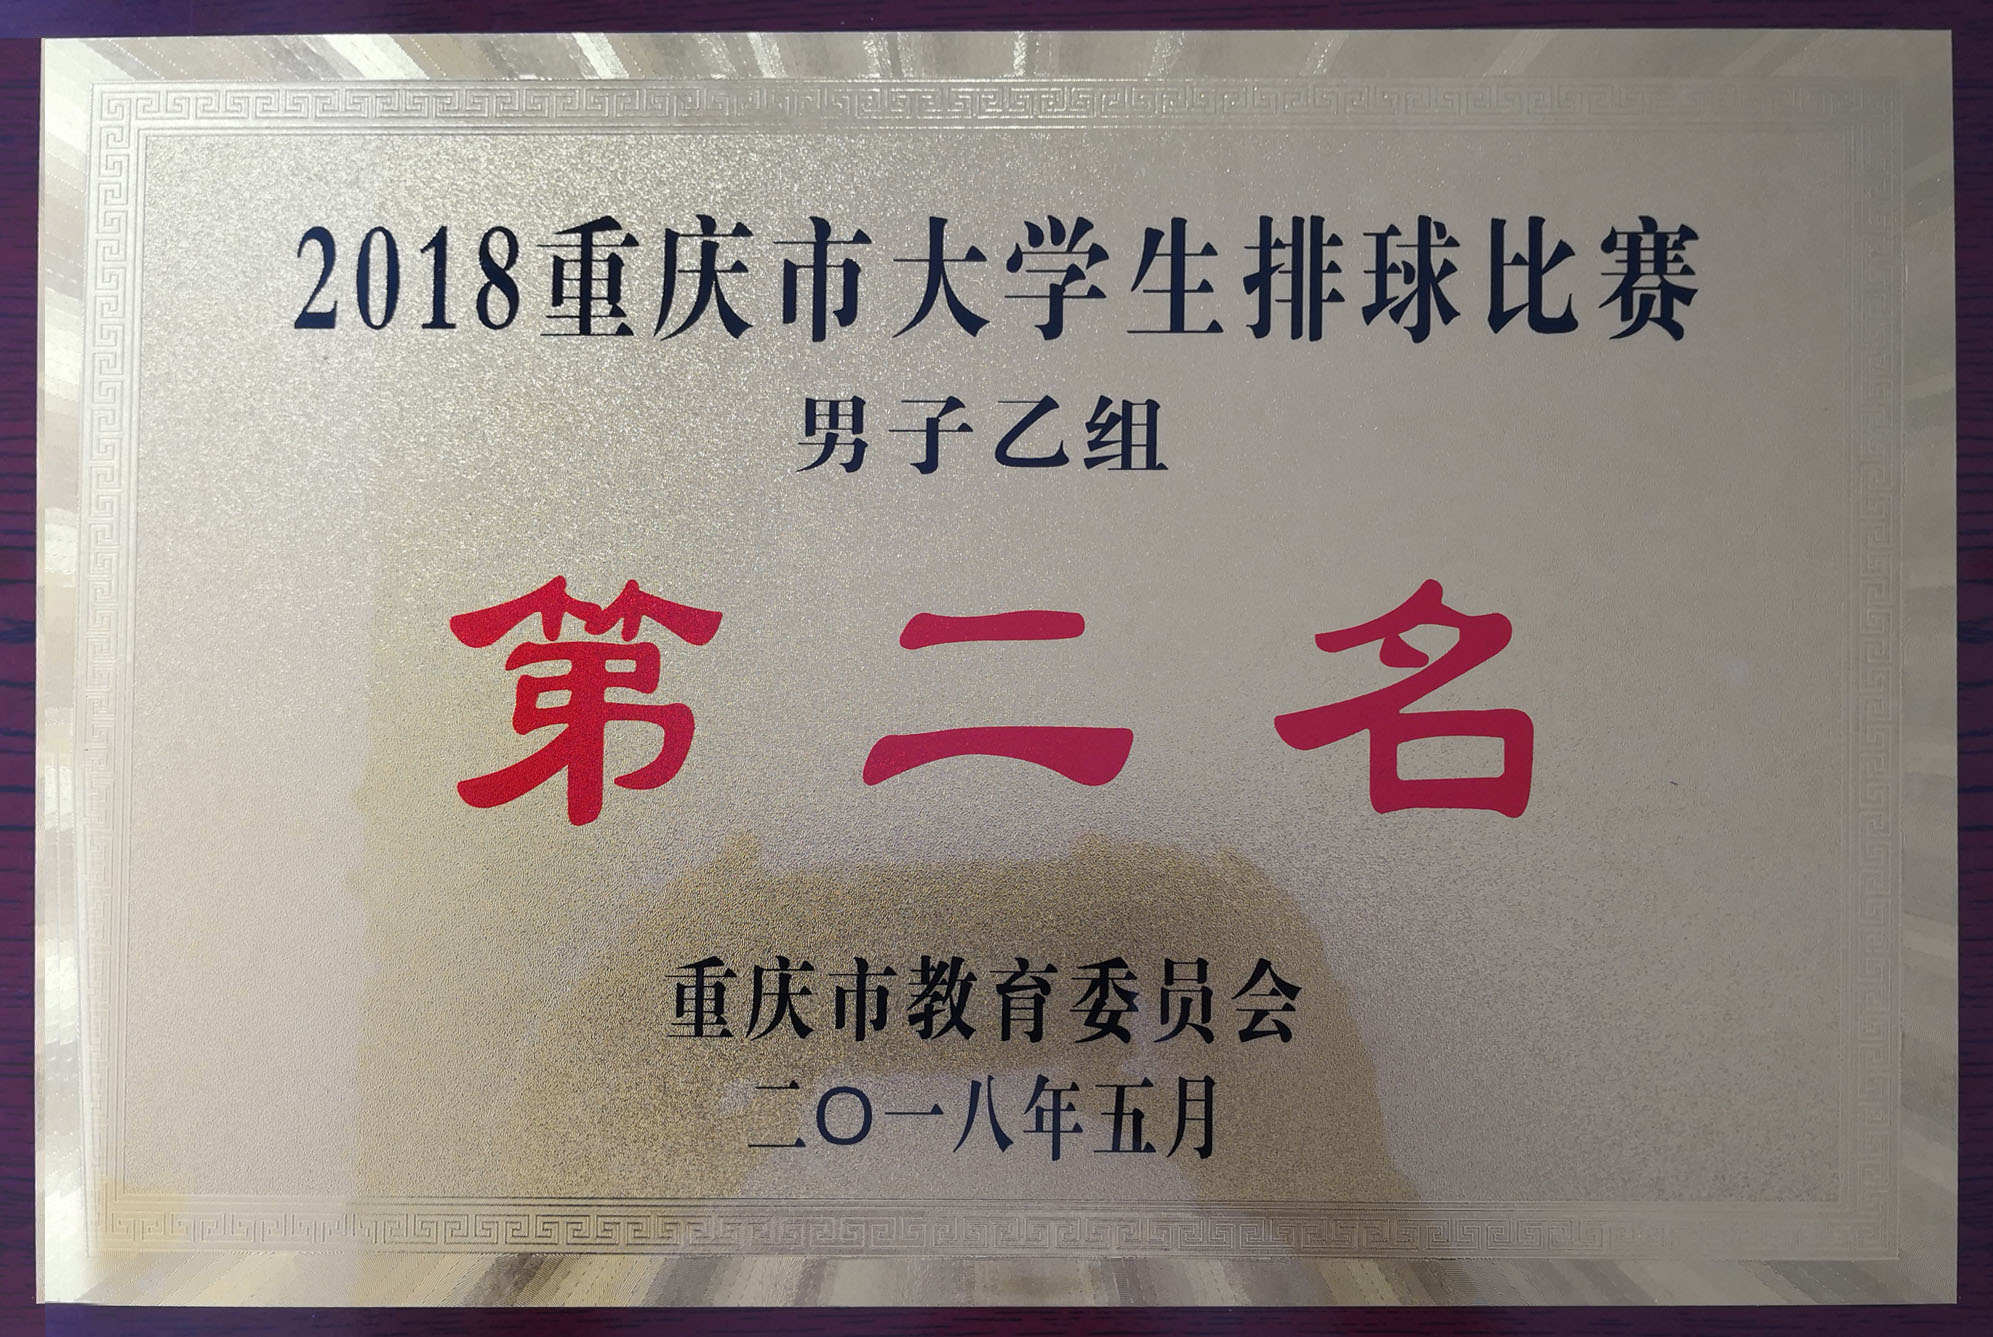 2018重庆市大学生排球比赛
男子乙组
第二名
重庆市教育委员会
二〇一八年五月